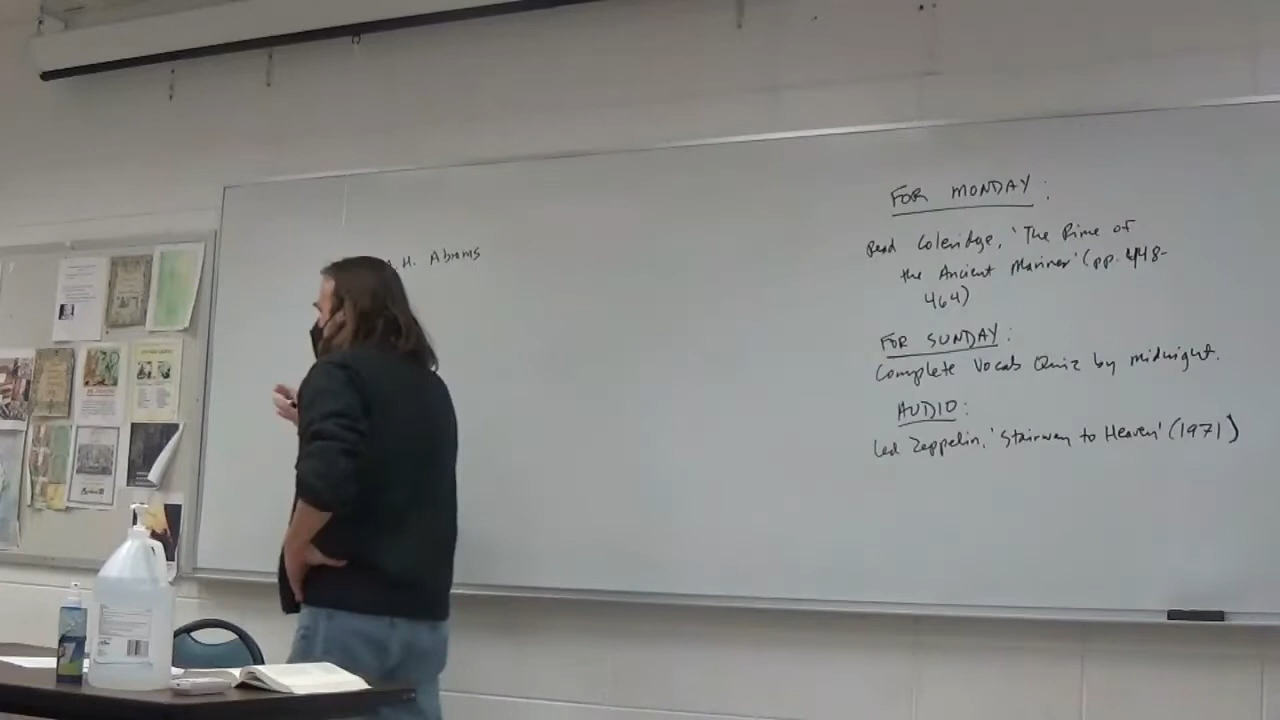 .H. Abrams
FOR MONDAY:
Read Coleridge, 'The Rime of
the Ancient Mariner' (pp. 448-
464)
FOR SUNDAY:
Complete Vocab Quiz by midnight.
AUDIO:
Led Zeppelin, 'Stairway to Heaven' (1971)